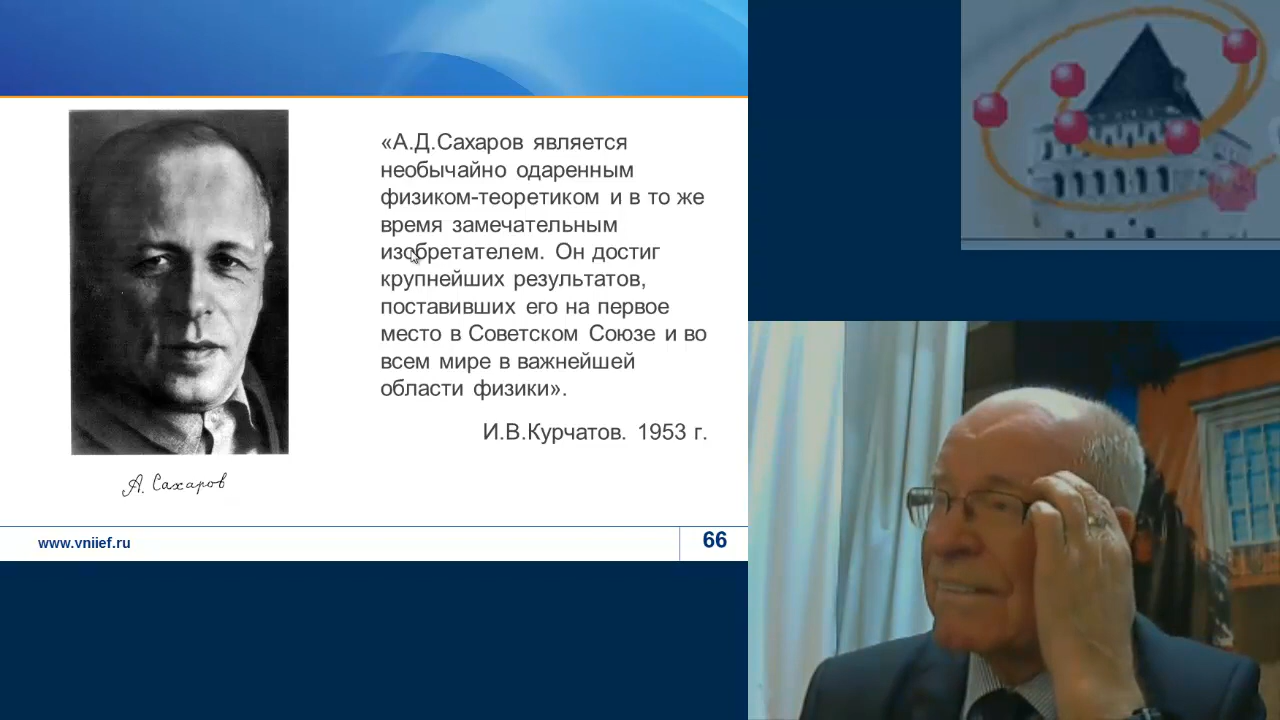 «А.Д.Сахаров является
необычайно одаренным
физиком-теоретиком и в то же
время замечательным
изобретателем. Он достиг
крупнейших результатов,
поставивших его на первое
место в Советском Союзе и во
всем мире в важнейшей
области физики».
И.В.Курчатов. 1953 г.
А. Сахаров
www.vniief.ru
66